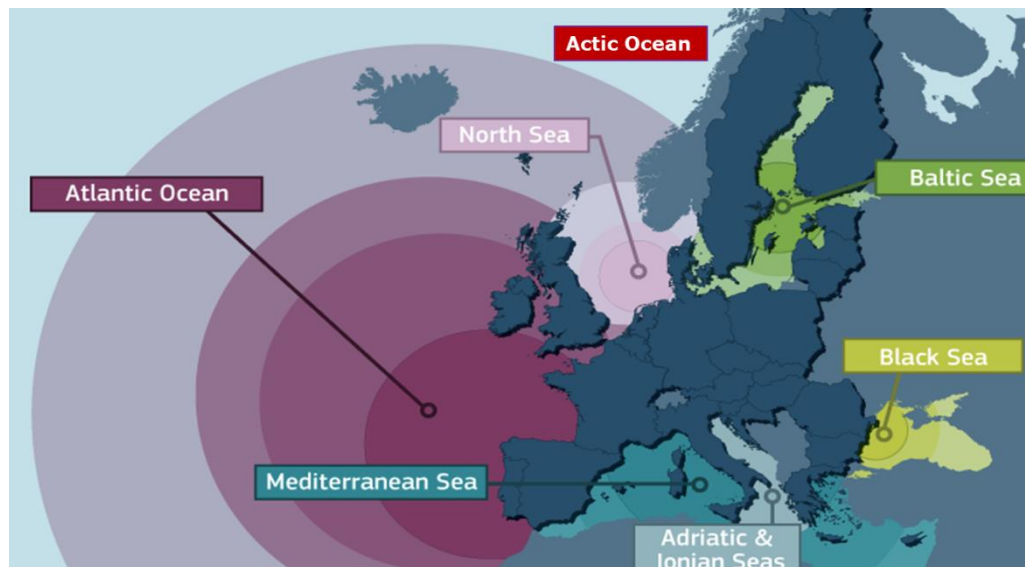 Actic Ocean
North Sea
Atlantic Ocean
Baltic Sea
Black Sea
Mediterranean Sea
Adriatic &
Ionian Seas